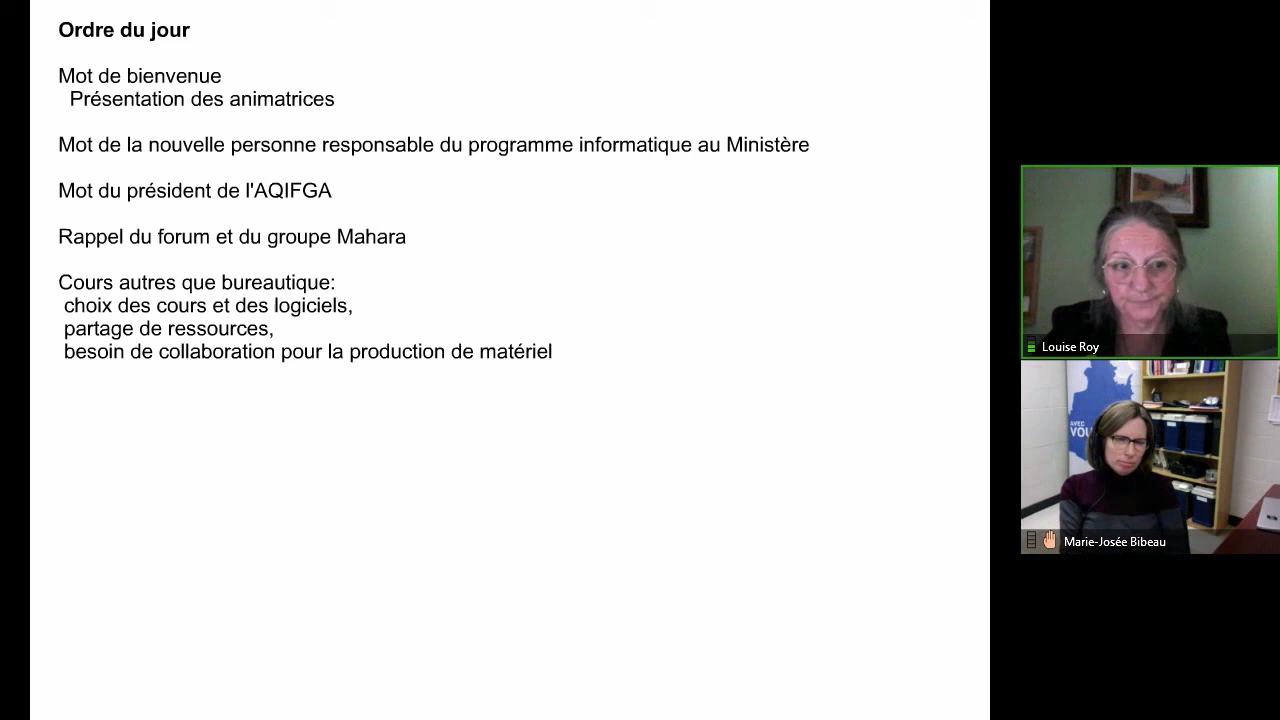 Ordre du jour
Mot de bienvenue
Présentation des animatrices
Mot de la nouvelle personne responsable du programme informatique au Ministère
Mot du président de l'AQIFGA
Rappel du forum et du groupe Mahara
Cours autres que bureautique:
choix des cours et des logiciels,
partage de ressources,
besoin de collaboration pour la production de matériel
Louise Roy
AVEC
VOU
Marie-Josée Bibeau